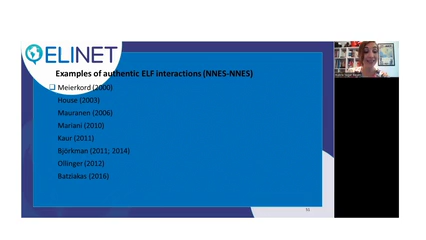 ELINET
Examples of authentic ELF interactions (NNES-NNES)
Meierkord (2000)
House (2003)
Mauranen (2006)
Mariani (2010)
Kaur (2011)
Björkman (2011; 2014)
Ollinger (2012)
Batziakas (2016)